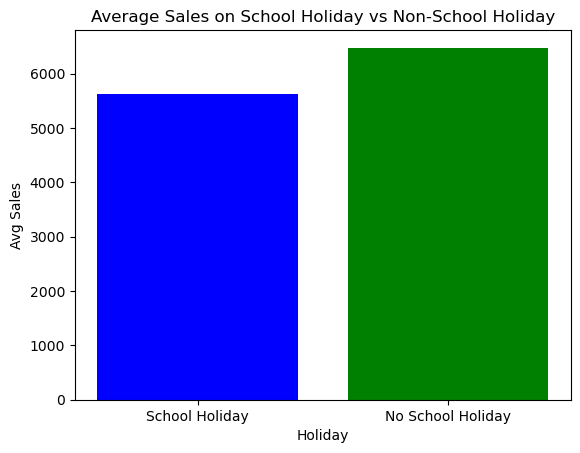 Average Sales on School Holiday vs Non-School Holiday
Avg Sales
6000
5000
4000
3000
2000
1000
0
School Holiday
No School Holiday
Holiday